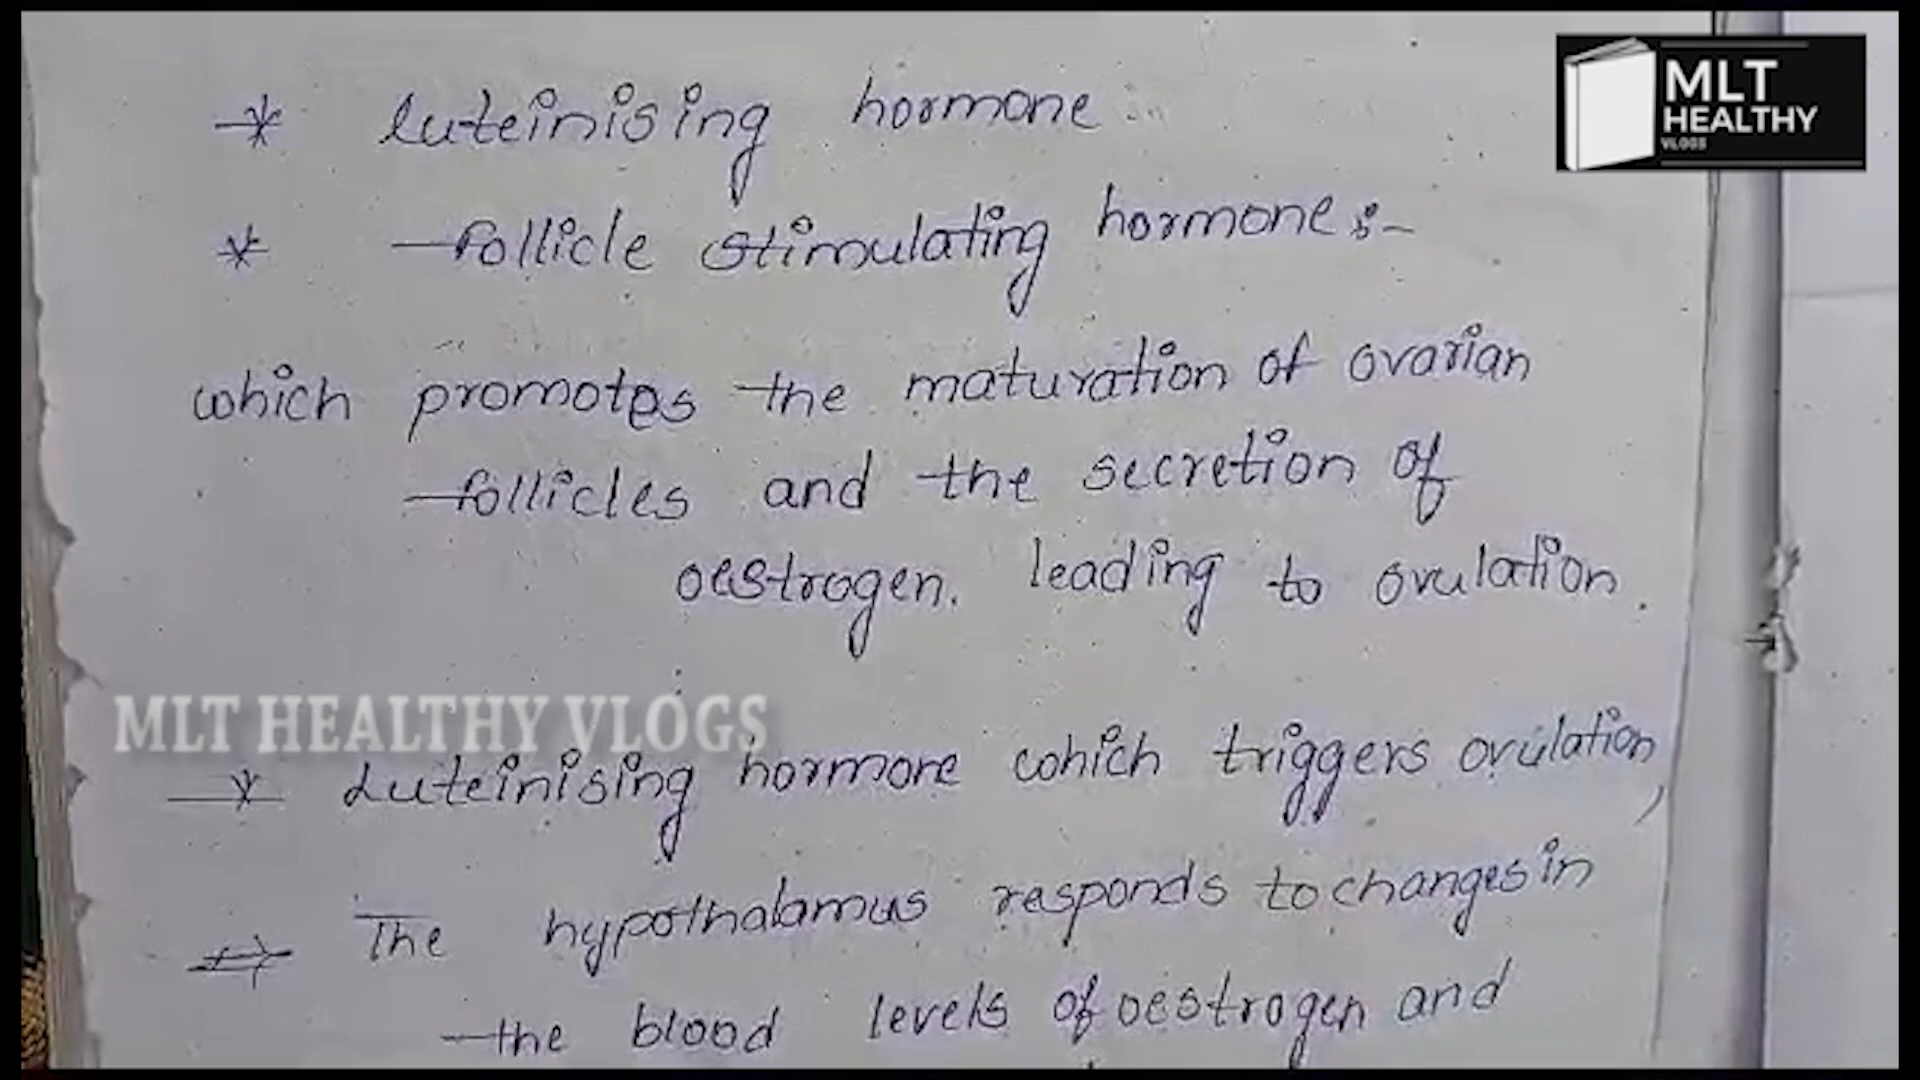 * luteinising hormone
* follicle stimulating hormone:-
which promotes the maturation of ovarian
follicles and the secretion of
oestrogen. leading to ovulation.
* Luteinising hormone which triggers ovulation,
⇒ The hypothalamus responds to changes in
the blood levels of oestrogen and
MLT
HEALTHY
VLOGS
MLT HEALTHY VLOGS